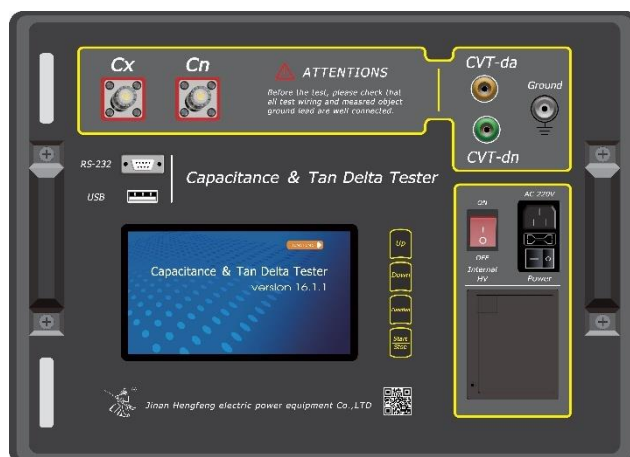 Cx
Cn
ATTENTIONS
Before the test, please check that
all test wiring and measred object
ground lead are well connected.
CVT-da
CVT-dn
Ground
RS-232
USB
Capacitance & Tan Delta Tester
Capacitance & Tan Delta Tester
version 16.1.1
Up
Down
Function
Start
Stop
ON
OFF
Internal
HV
AC 220V
Power
Jinan Hengfeng electric power equipment Co.,LTD